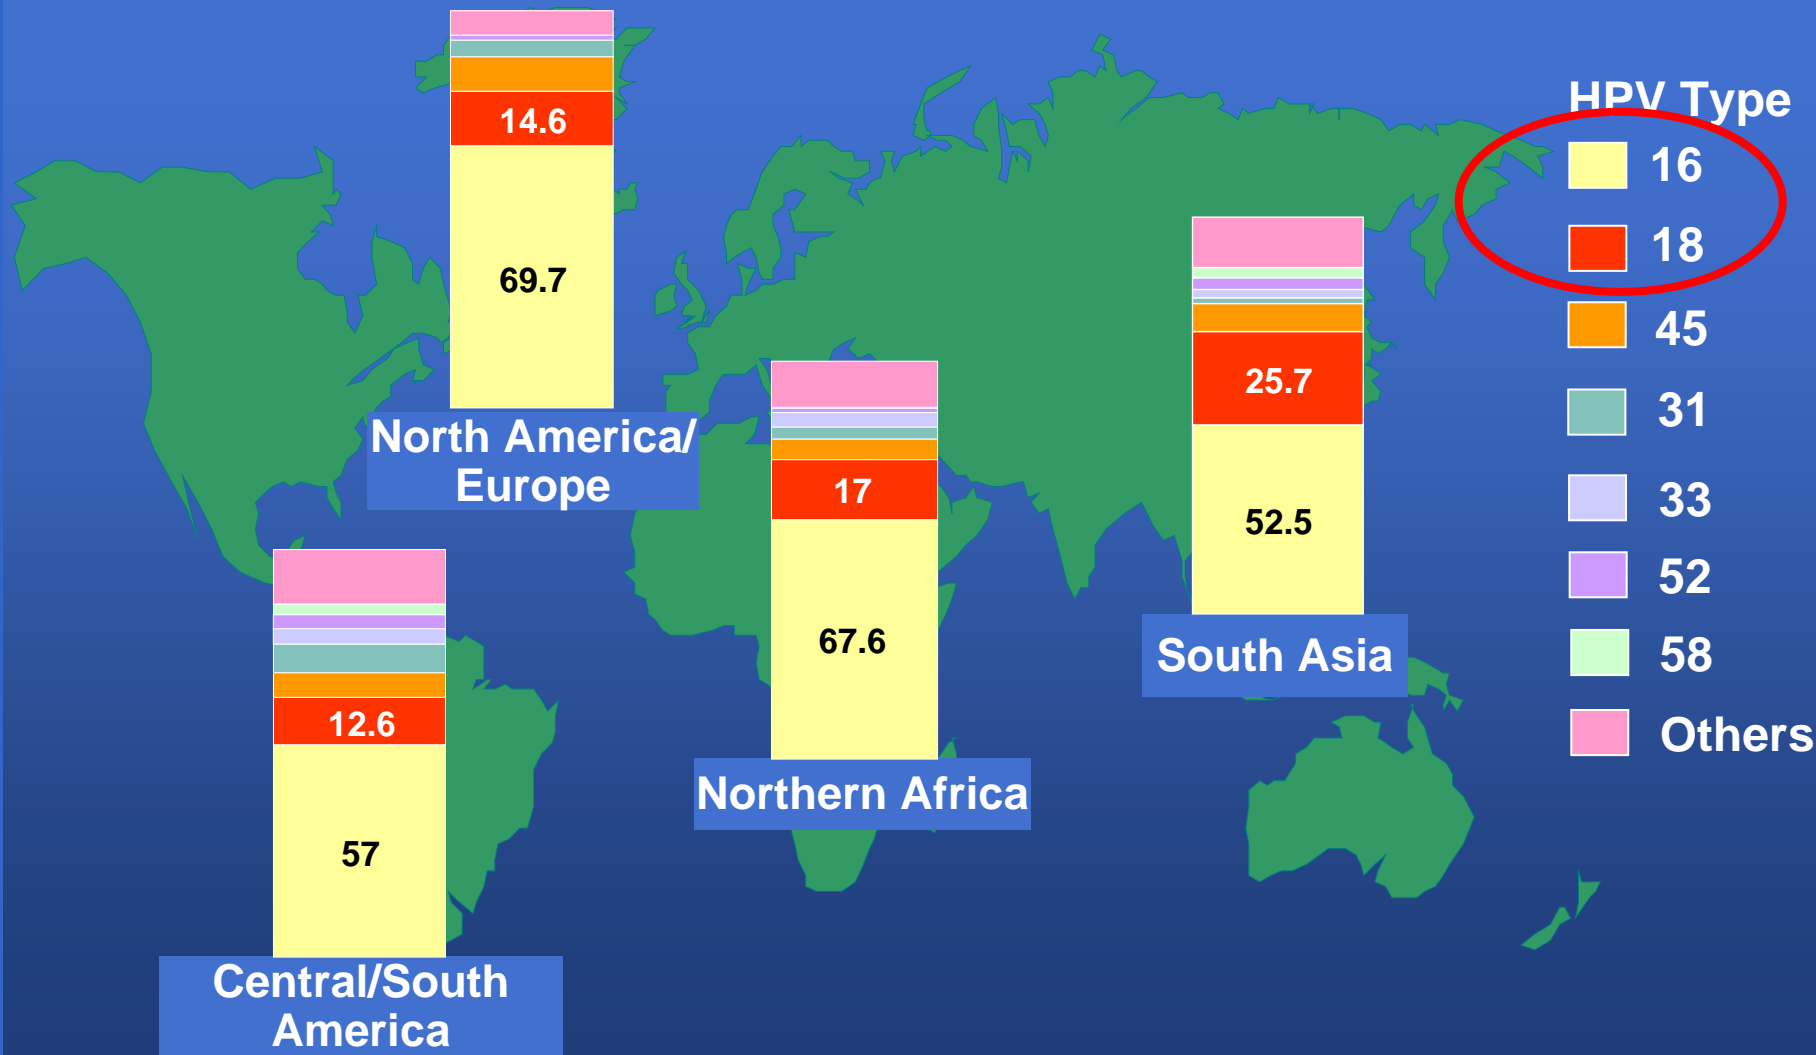 14.6
69.7
North America/
Europe
12.6
57
Central/South
America
17
67.6
Northern Africa
25.7
52.5
South Asia
HPV Type
16
18
45
31
33
52
58
Others